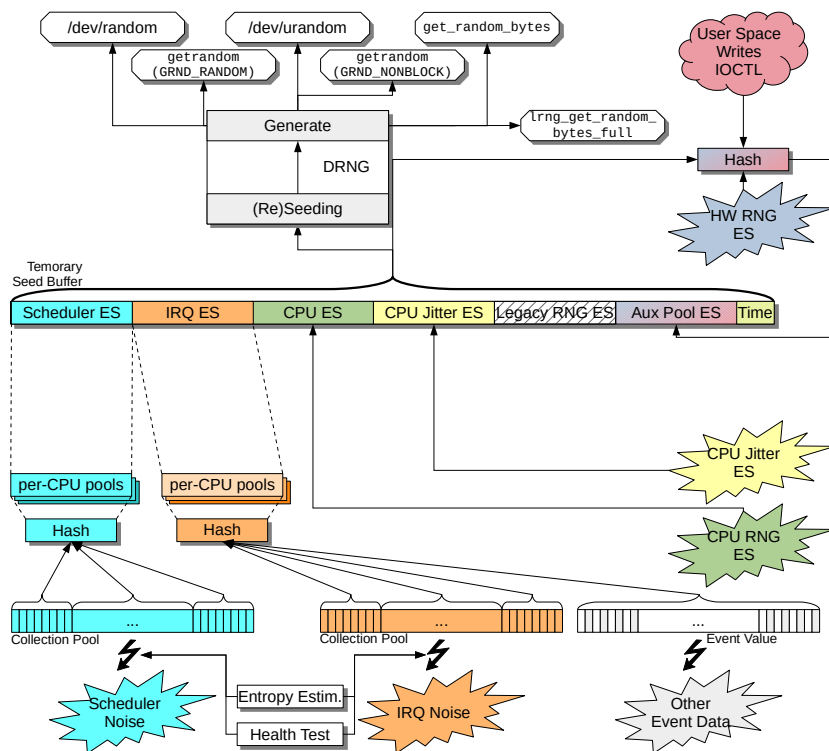 /dev/random
/dev/urandom
get_random_bytes
User Space
Writes
IOCTL
getrandom
(GRND_RANDOM)
getrandom
(GRND_NONBLOCK)
Generate
lrng_get_random_
bytes_full
DRNG
Hash
(Re)Seeding
HW RNG
ES
Temorary
Seed Buffer
Scheduler ES
IRQ ES
CPU ES
CPU Jitter ES
Legacy RNG ES
Aux Pool ES
Time
CPU Jitter
ES
per-CPU pools
per-CPU pools
Hash
Hash
CPU RNG
ES
...
...
...
Collection Pool
Collection Pool
Event Value
Scheduler
Noise
Entropy Estim.
Health Test
IRQ Noise
Other
Event Data